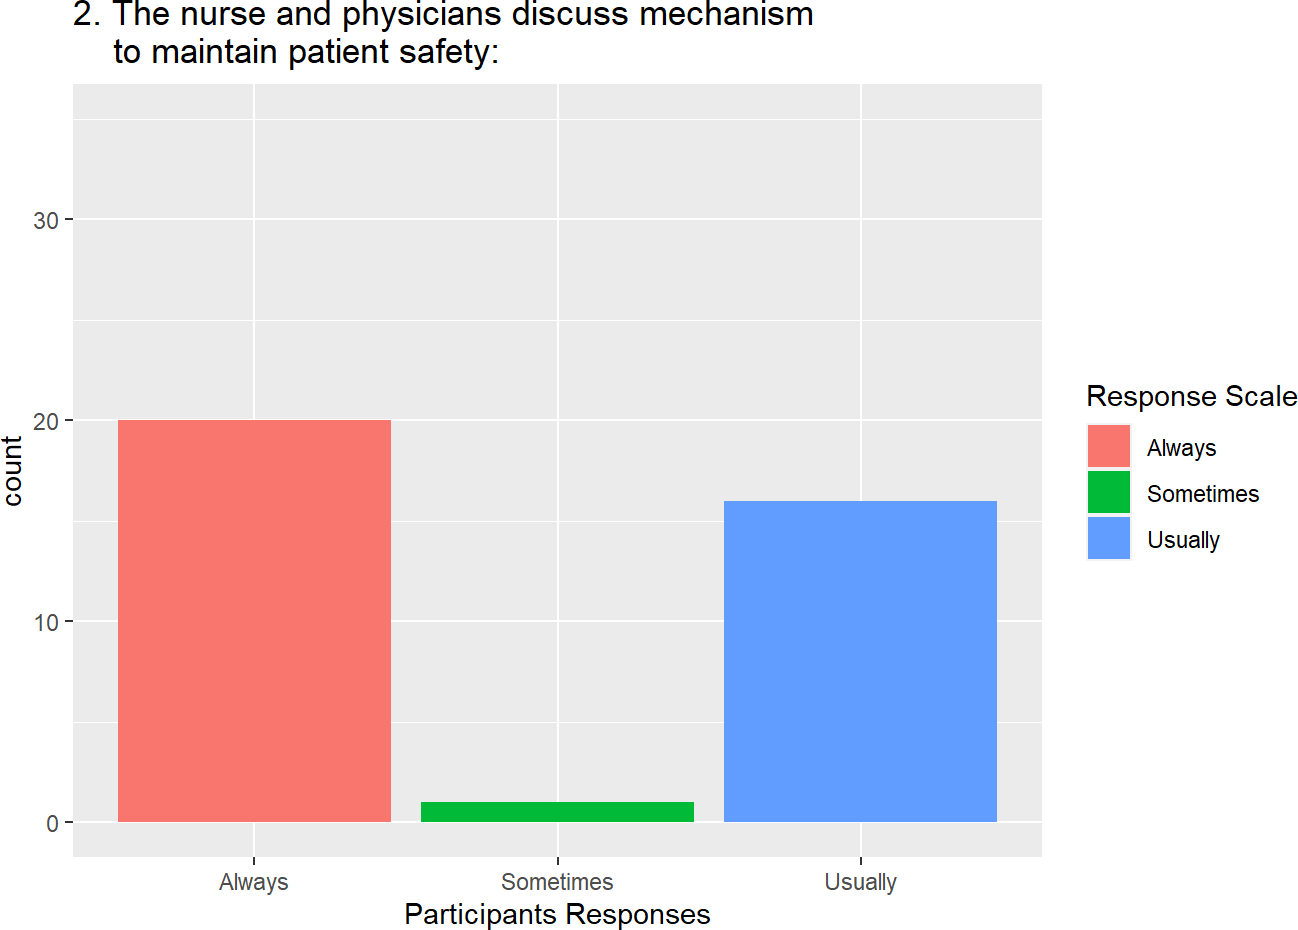 2. The nurse and physicians discuss mechanism
to maintain patient safety:
30
20
10
0
count
Always
Sometimes
Usually
Participants Responses
Response Scale
Always
Sometimes
Usually